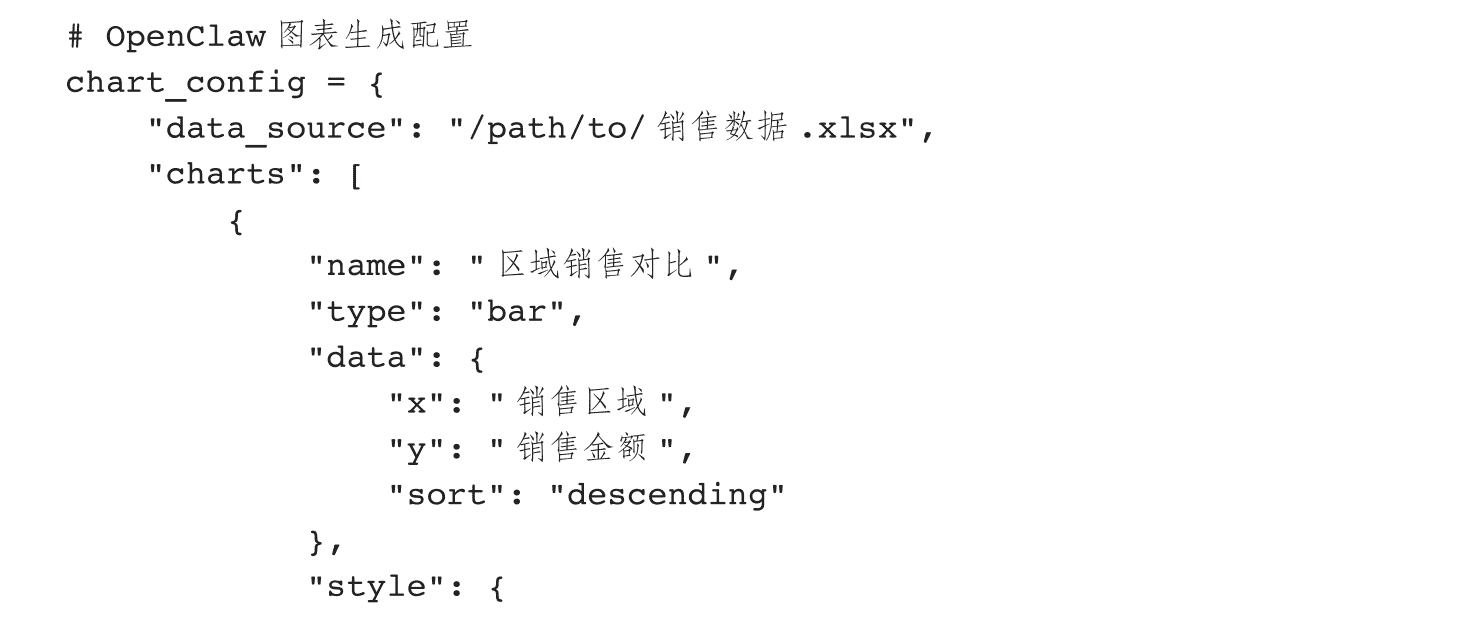 # OpenClaw 图表生成配置
chart_config = {
    "data_source": "/path/to/ 销售数据 .xlsx",
    "charts": [
        {
            "name": " 区域销售对比 ",
            "type": "bar",
            "data": {
                "x": " 销售区域 ",
                "y": " 销售金额 ",
                "sort": "descending"
            },
            "style": {